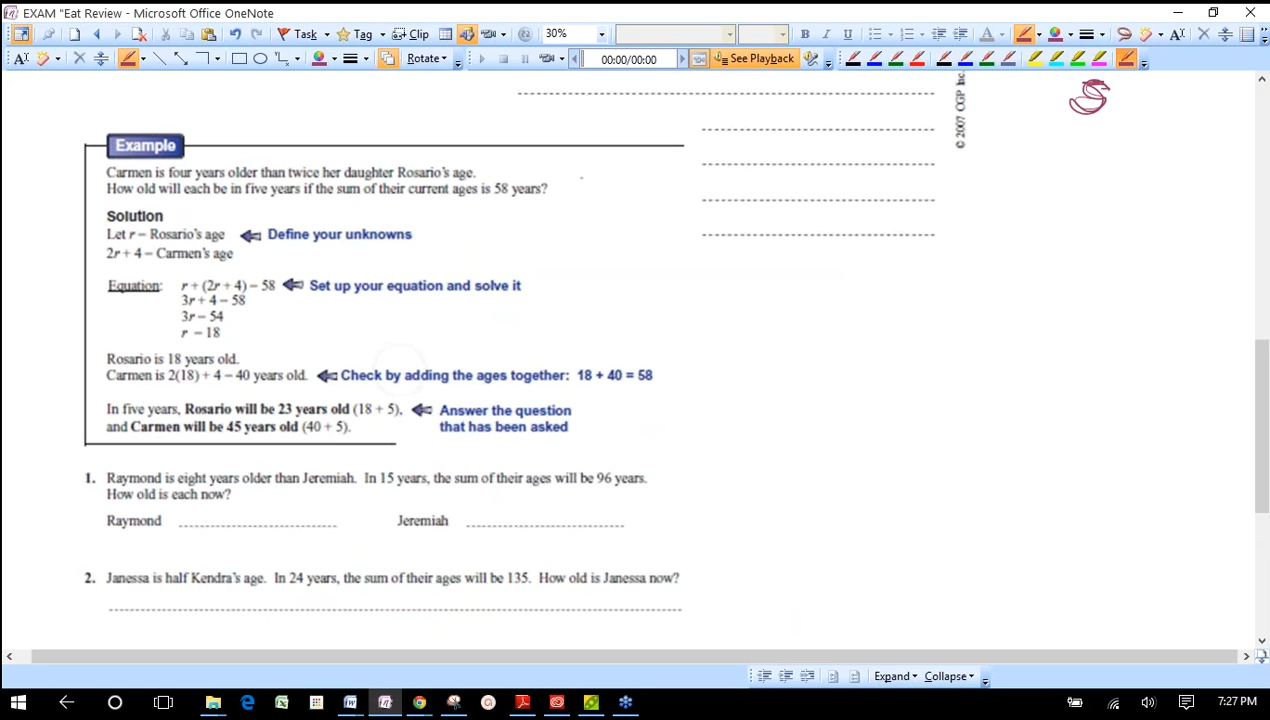 EXAM "Eat Review - Microsoft Office OneNote
Task Tag Clip 30% B I U
Rotate 00:00/00:00 See Playback
© 2007 CGP Inc.
S
Example
Carmen is four years older than twice her daughter Rosario's age.
How old will each be in five years if the sum of their current ages is 58 years?
Solution
Let r = Rosario's age Define your unknowns
2r + 4 = Carmen's age
Equation: r + (2r + 4) = 58 Set up your equation and solve it
3r + 4 = 58
3r = 54
r = 18
Rosario is 18 years old.
Carmen is 2(18) + 4 = 40 years old. Check by adding the ages together: 18 + 40 = 58
In five years, Rosario will be 23 years old (18 + 5), Answer the question
and Carmen will be 45 years old (40 + 5). that has been asked
1. Raymond is eight years older than Jeremiah. In 15 years, the sum of their ages will be 96 years.
How old is each now?
Raymond Jeremiah
2. Janessa is half Kendra's age. In 24 years, the sum of their ages will be 135. How old is Janessa now?
Expand Collapse
7:27 PM